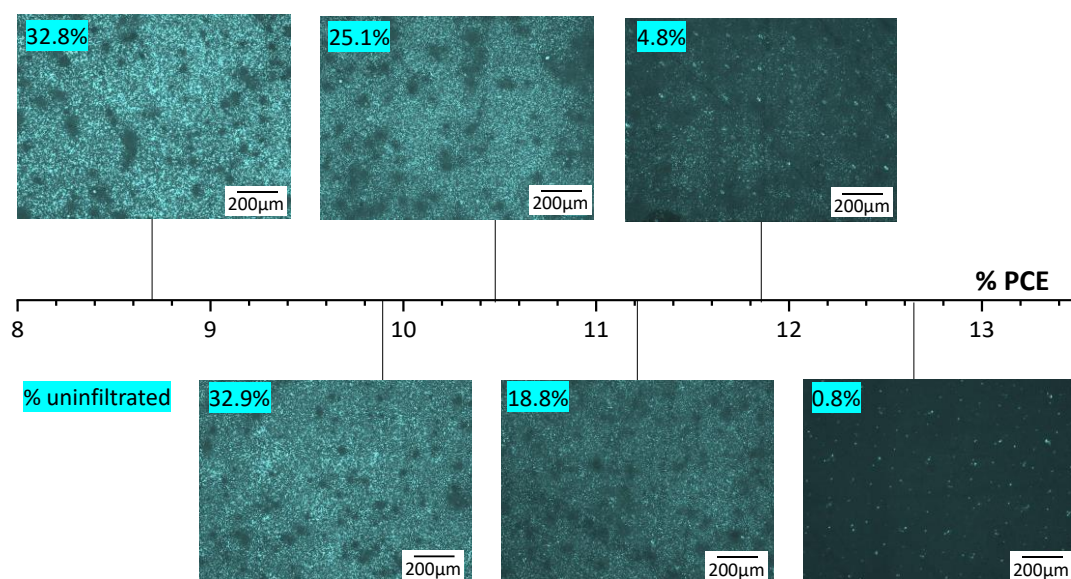 32.8%
25.1%
4.8%
200µm
200µm
200µm
% PCE
8
9
10
11
12
13
% uninfiltrated
32.9%
18.8%
0.8%
200µm
200µm
200µm